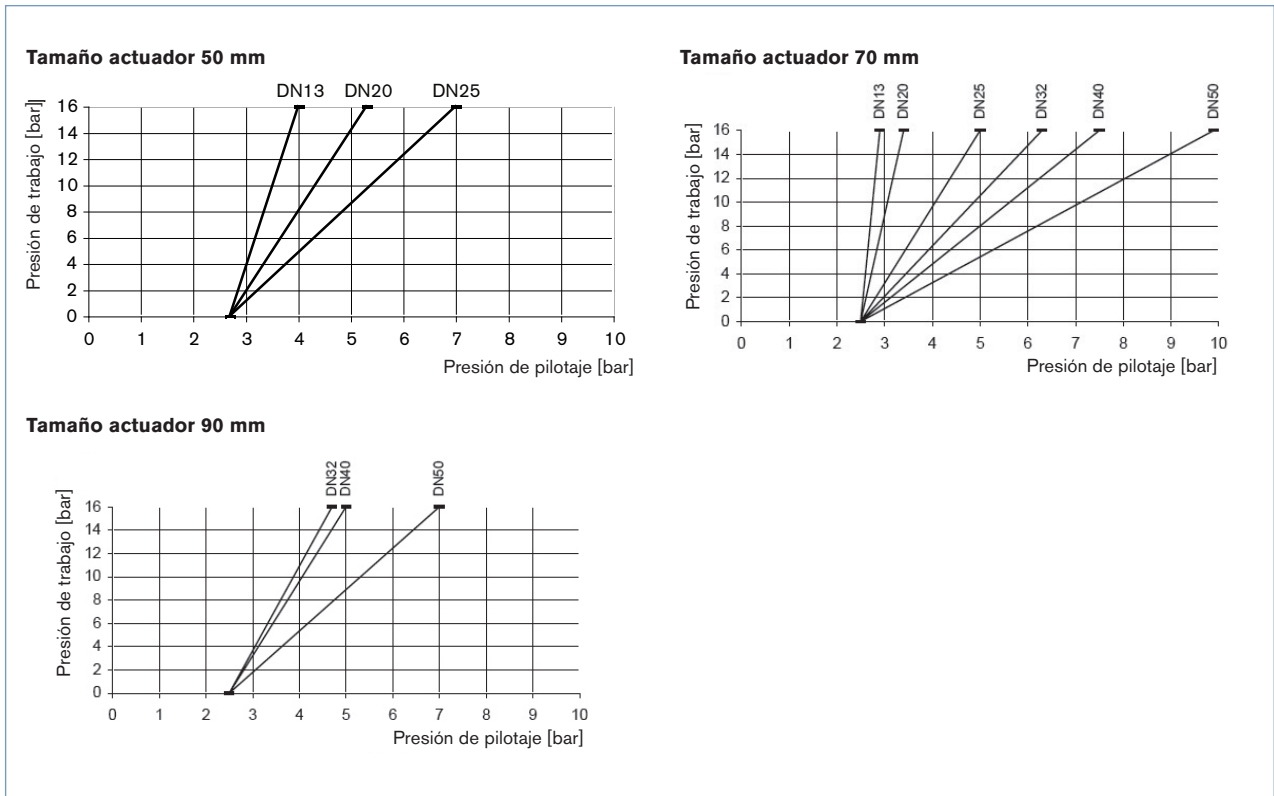 Tamaño actuador 50 mm
DN13 DN20 DN25
Presión de trabajo [bar]
16
14
12
10
8
6
4
2
0
0 1 2 3 4 5 6 7 8 9 10
Presión de pilotaje [bar]
Tamaño actuador 70 mm
DN13 DN20 DN25 DN32 DN40 DN50
Presión de trabajo [bar]
16
14
12
10
8
6
4
2
0
0 1 2 3 4 5 6 7 8 9 10
Presión de pilotaje [bar]
Tamaño actuador 90 mm
DN32 DN40 DN50
Presión de trabajo [bar]
16
14
12
10
8
6
4
2
0
0 1 2 3 4 5 6 7 8 9 10
Presión de pilotaje [bar]